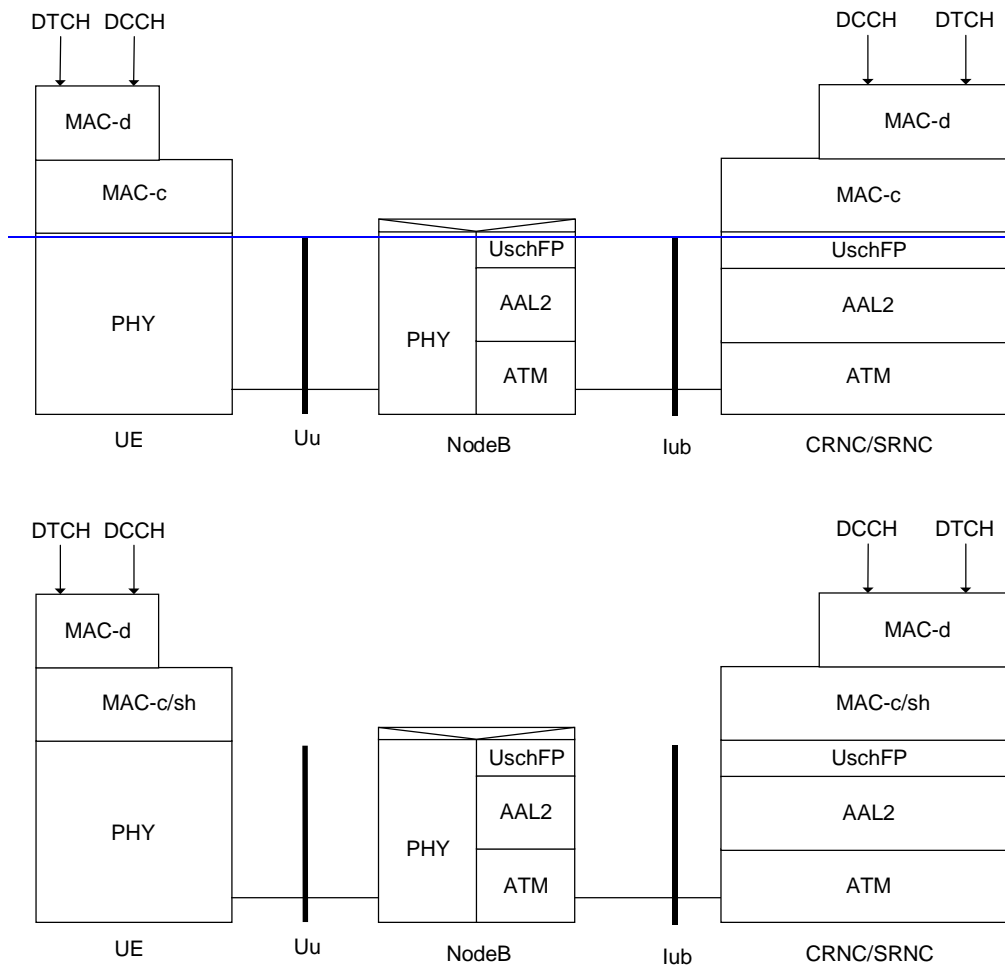 DTCH DCCH DCCH DTCH
MAC-d MAC-d
MAC-c MAC-c
UschFP UschFP
PHY PHY AAL2 AAL2
ATM ATM
UE Uu NodeB Iub CRNC/SRNC
DTCH DCCH DCCH DTCH
MAC-d MAC-d
MAC-c/sh MAC-c/sh
UschFP UschFP
PHY PHY AAL2 AAL2
ATM ATM
UE Uu NodeB Iub CRNC/SRNC